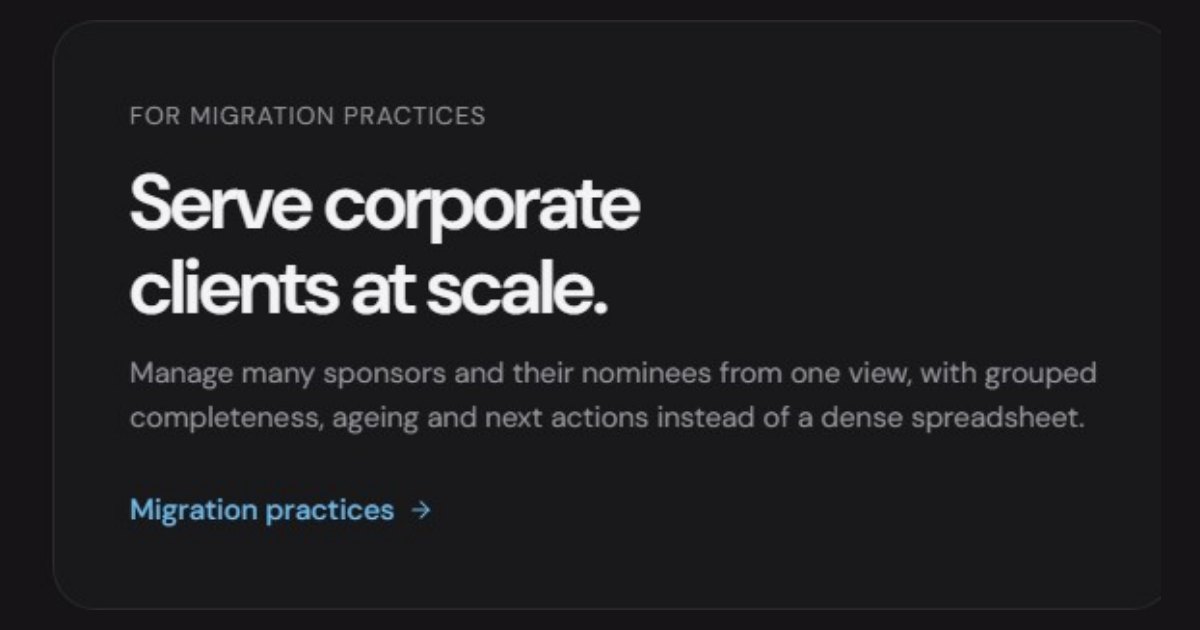 FOR MIGRATION PRACTICES
Serve corporate
clients at scale.
Manage many sponsors and their nominees from one view, with grouped
completeness, ageing and next actions instead of a dense spreadsheet.
Migration practices →